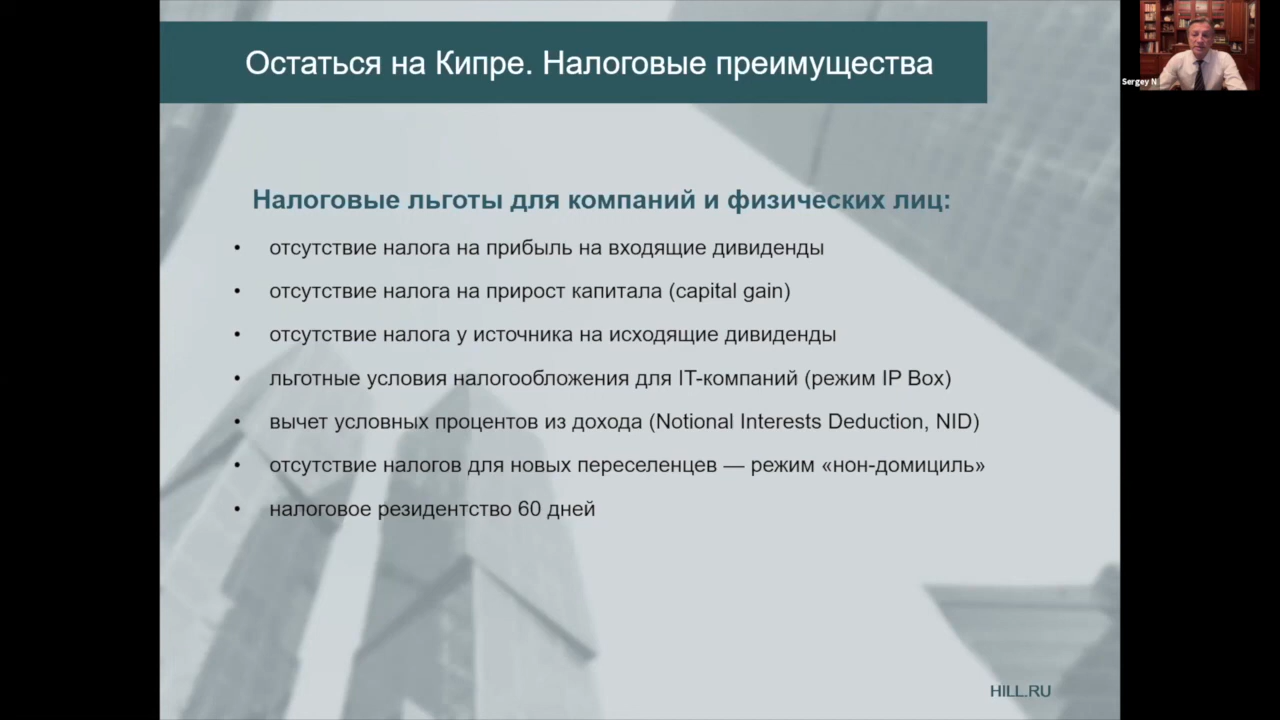 Остаться на Кипре. Налоговые преимущества
Sergey N
Налоговые льготы для компаний и физических лиц:
• отсутствие налога на прибыль на входящие дивиденды
• отсутствие налога на прирост капитала (capital gain)
• отсутствие налога у источника на исходящие дивиденды
• льготные условия налогообложения для IT-компаний (режим IP Box)
• вычет условных процентов из дохода (Notional Interests Deduction, NID)
• отсутствие налогов для новых переселенцев — режим «нон-домициль»
• налоговое резидентство 60 дней
HILL.RU